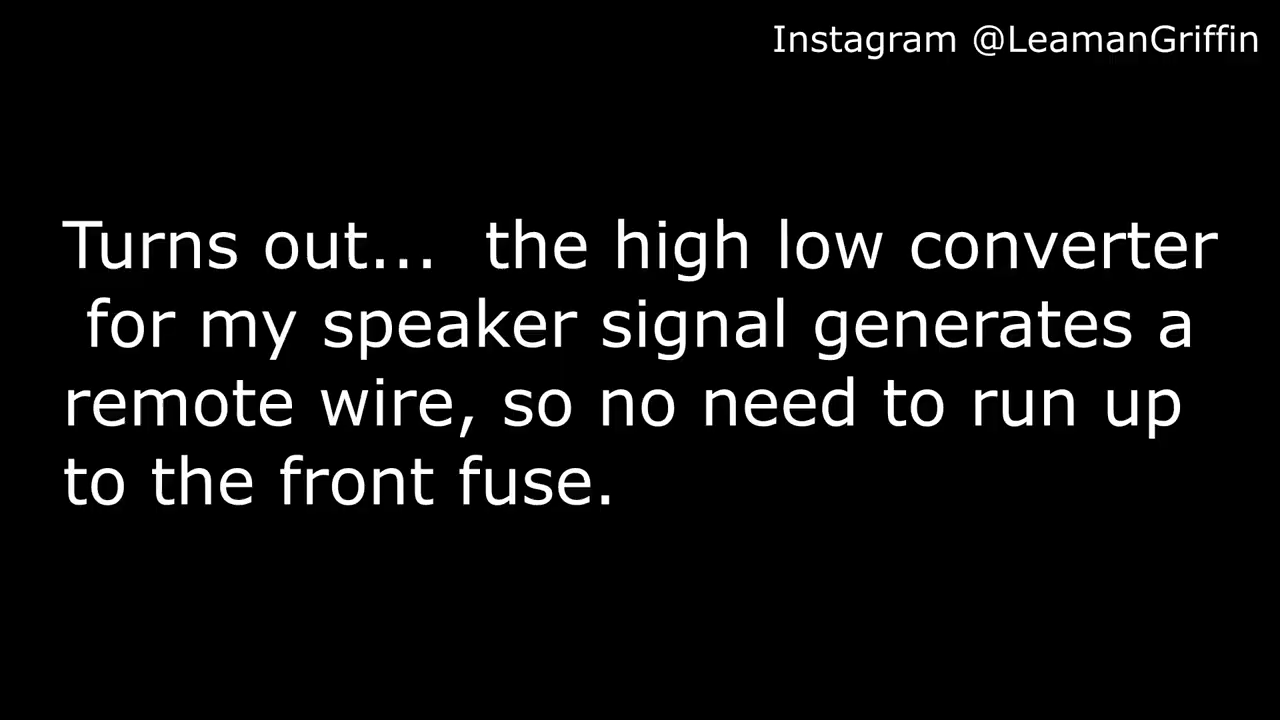 Instagram @LeamanGriffin
Turns out...  the high low converter
for my speaker signal generates a
remote wire, so no need to run up
to the front fuse.